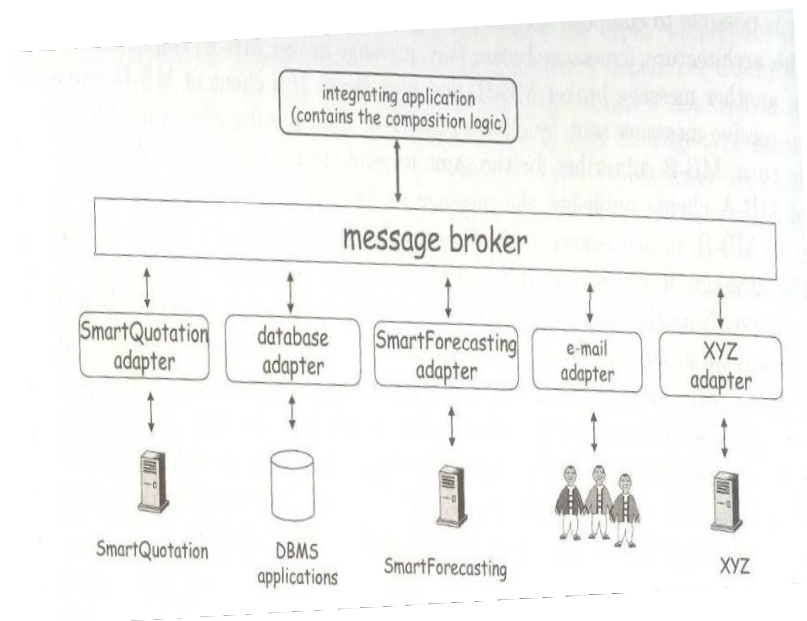 integrating application
(contains the composition logic)
message broker
SmartQuotation
adapter
database
adapter
SmartForecasting
adapter
e-mail
adapter
XYZ
adapter
SmartQuotation
DBMS
applications
SmartForecasting
XYZ